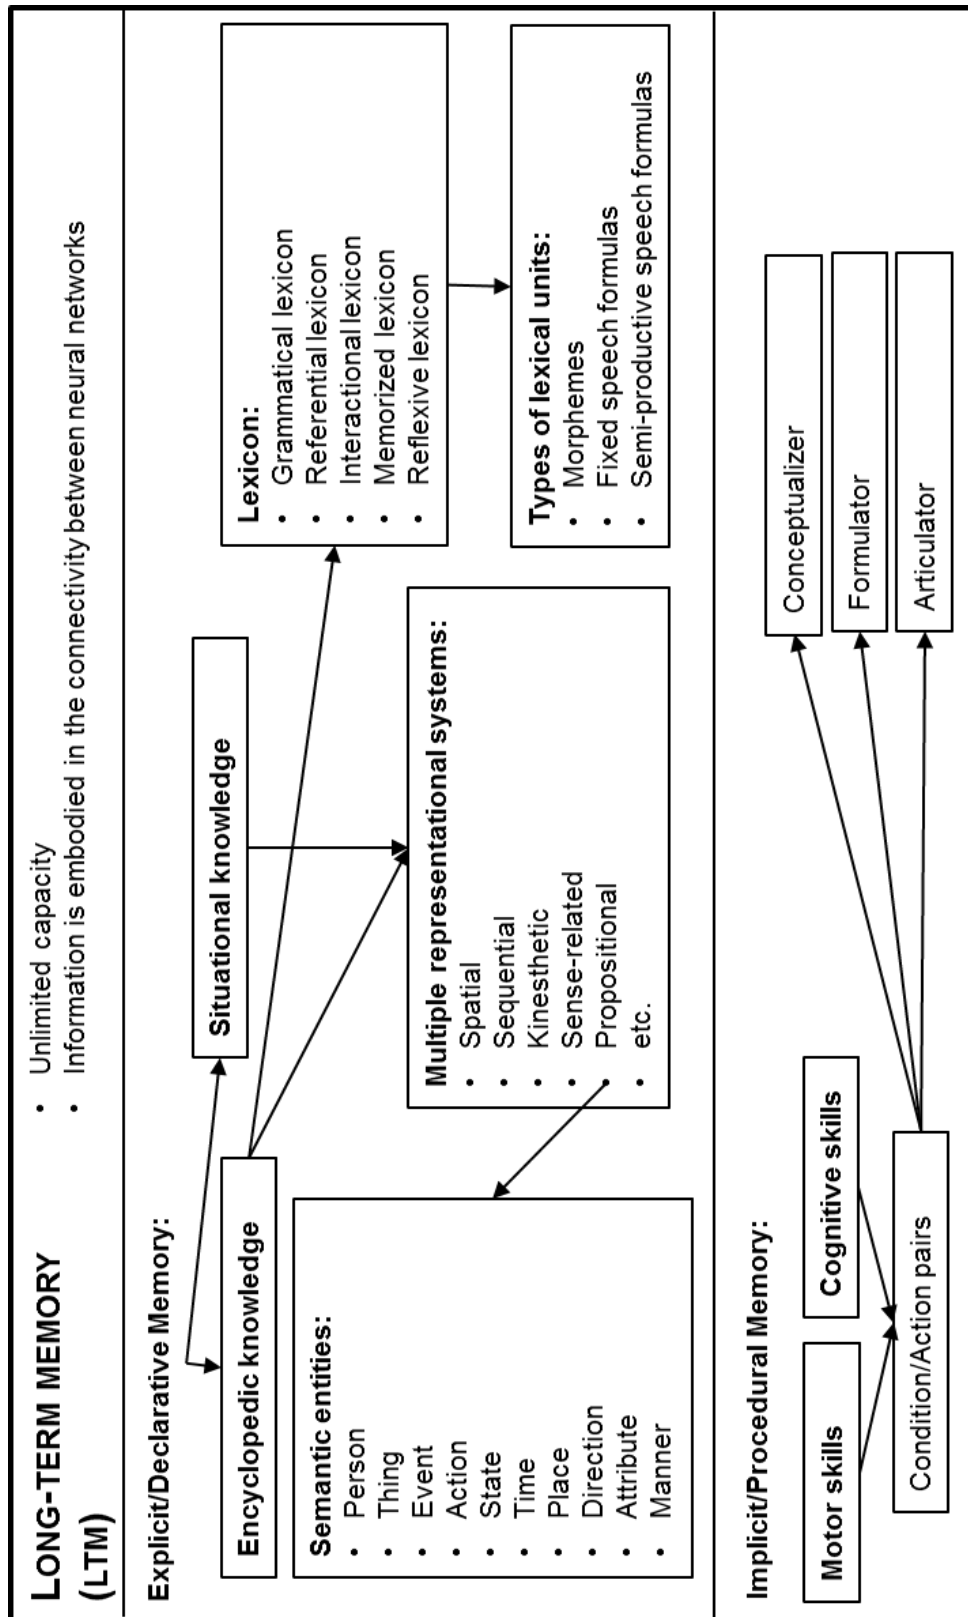 LONG-TERM MEMORY
(LTM)
• Unlimited capacity
• Information is embodied in the connectivity between neural networks
Explicit/Declarative Memory:
Encyclopedic knowledge
Situational knowledge
Lexicon:
• Grammatical lexicon
• Referential lexicon
• Interactional lexicon
• Memorized lexicon
• Reflexive lexicon
Semantic entities:
• Person
• Thing
• Event
• Action
• State
• Time
• Place
• Direction
• Attribute
• Manner
Multiple representational systems:
• Spatial
• Sequential
• Kinesthetic
• Sense-related
• Propositional
• etc.
Types of lexical units:
• Morphemes
• Fixed speech formulas
• Semi-productive speech formulas
Implicit/Procedural Memory:
Motor skills
Cognitive skills
Condition/Action pairs
Conceptualizer
Formulator
Articulator